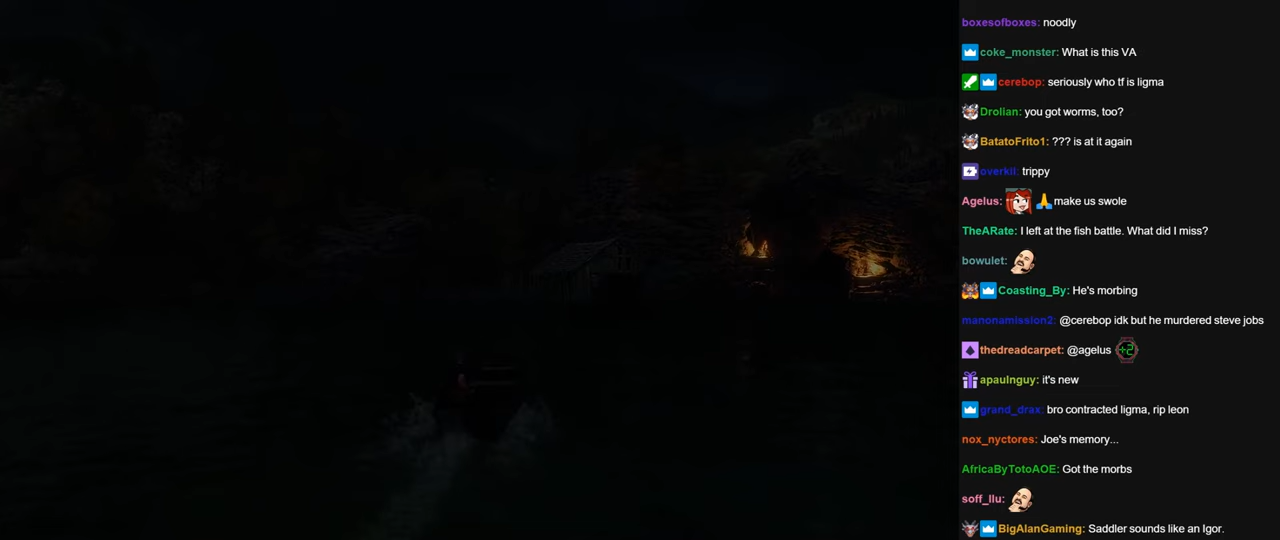 boxesofboxes: noodly
coke_monster: What is this VA
cerebop: seriously who tf is ligma
Drolian: you got worms, too?
BatatoFrito1: ??? is at it again
overkil: trippy
Agelus: make us swole
TheARate: I left at the fish battle. What did I miss?
bowulet:
Coasting_By: He's morbing
manonamission2: @cerebop idk but he murdered steve jobs
thedreadcarpet: @agelus +2
apaulnguy: it's new
grand_drax: bro contracted ligma, rip leon
nox_nyctores: Joe's memory...
AfricaByTotoAOE: Got the morbs
soff_llu:
BigAlanGaming: Saddler sounds like an Igor.